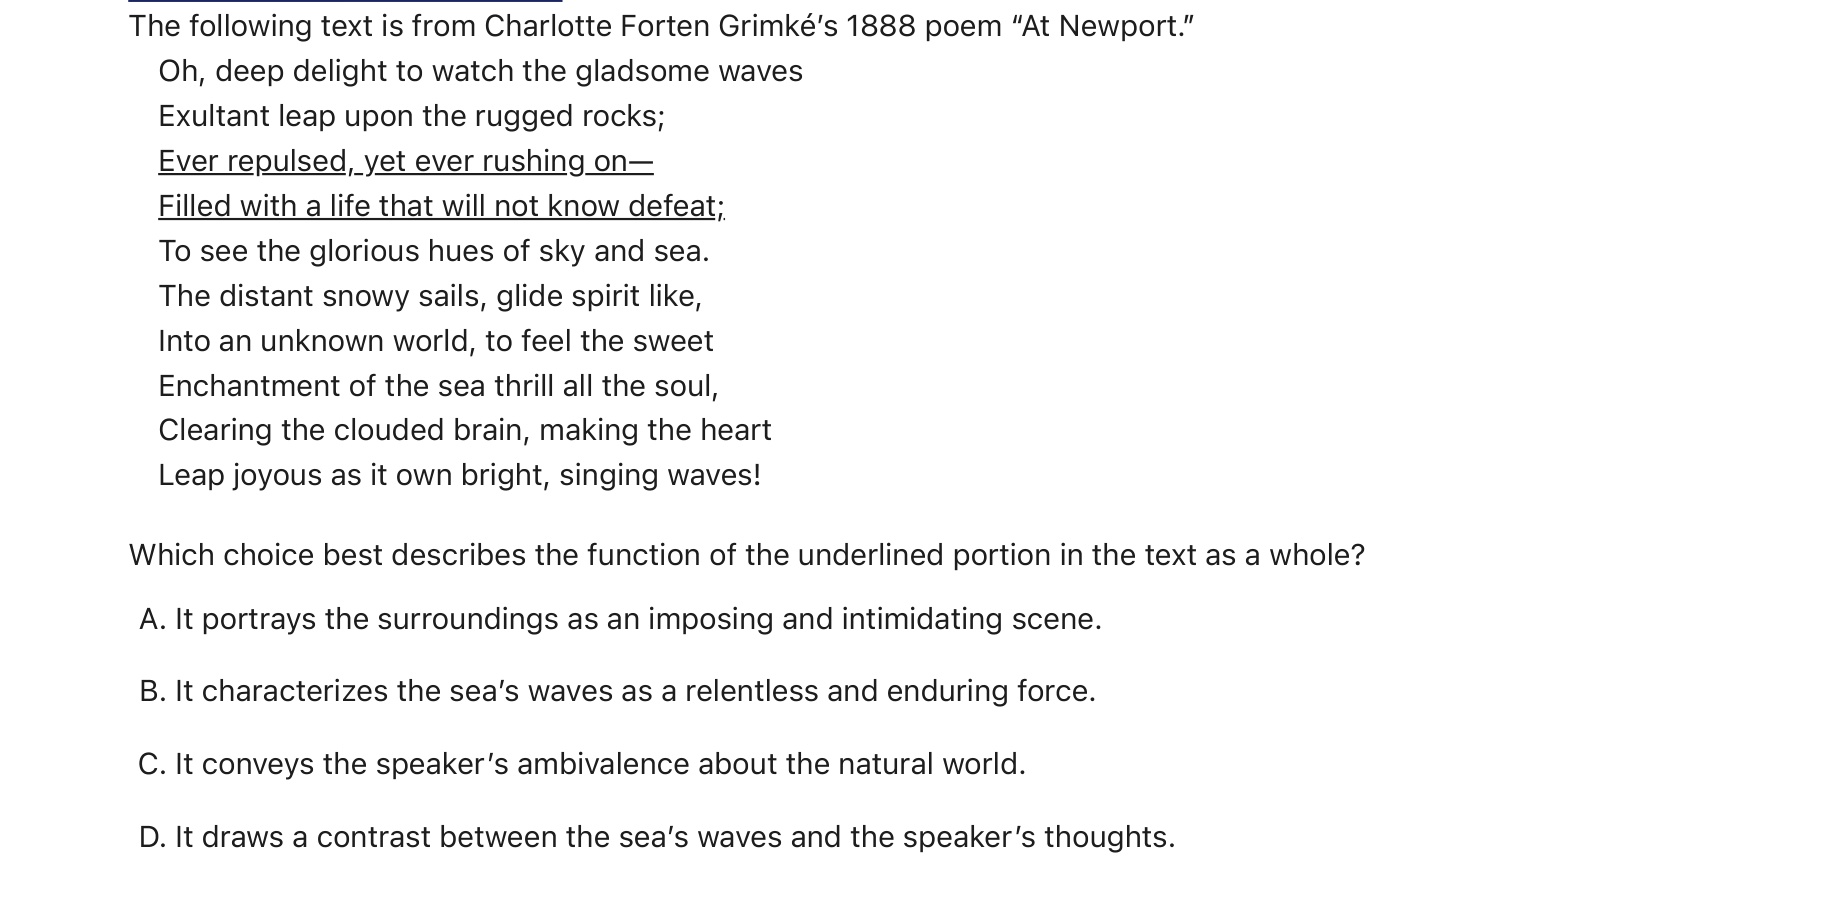 The following text is from Charlotte Forten Grimké’s 1888 poem “At Newport.”
Oh, deep delight to watch the gladsome waves
Exultant leap upon the rugged rocks;
Ever repulsed, yet ever rushing on—
Filled with a life that will not know defeat;
To see the glorious hues of sky and sea.
The distant snowy sails, glide spirit like,
Into an unknown world, to feel the sweet
Enchantment of the sea thrill all the soul,
Clearing the clouded brain, making the heart
Leap joyous as it own bright, singing waves!
Which choice best describes the function of the underlined portion in the text as a whole?
A. It portrays the surroundings as an imposing and intimidating scene.
B. It characterizes the sea’s waves as a relentless and enduring force.
C. It conveys the speaker’s ambivalence about the natural world.
D. It draws a contrast between the sea’s waves and the speaker’s thoughts.